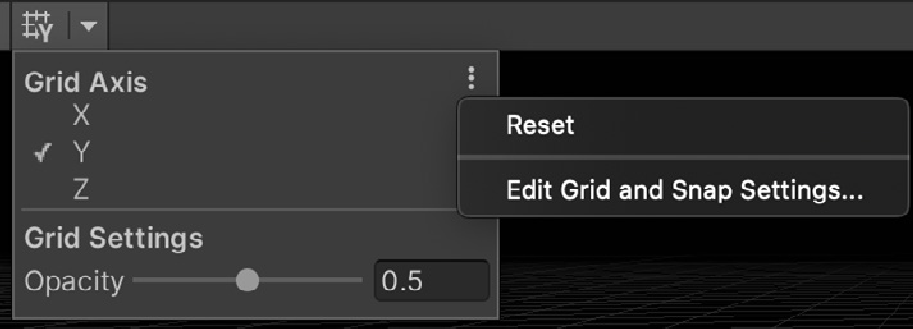 Y
Grid Axis
X
✓ Y
Z
Reset
Edit Grid and Snap Settings...
Grid Settings
Opacity 0.5